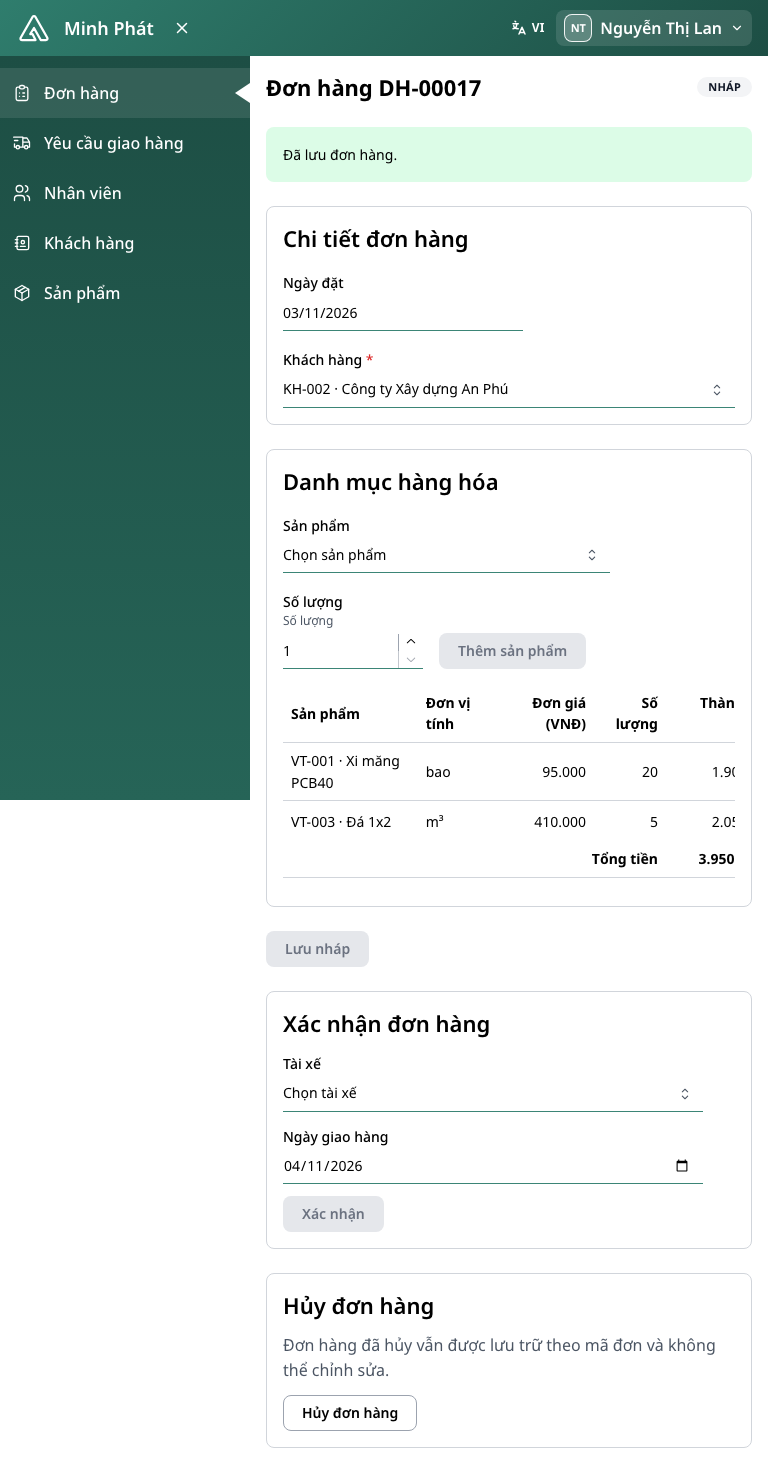 Minh Phát
VI
NT
Nguyễn Thị Lan
Đơn hàng
Yêu cầu giao hàng
Nhân viên
Khách hàng
Sản phẩm
Đơn hàng DH-00017
NHÁP
Đã lưu đơn hàng.
Chi tiết đơn hàng
Ngày đặt
03/11/2026
Khách hàng *
KH-002 · Công ty Xây dựng An Phú
Danh mục hàng hóa
Sản phẩm
Chọn sản phẩm
Số lượng
Số lượng
1
Thêm sản phẩm
Sản phẩm
Đơn vị
tính
Đơn giá
(VNĐ)
Số
lượng
Thàn
VT-001 · Xi măng
PCB40
bao
95.000
20
1.90
VT-003 · Đá 1x2
m³
410.000
5
2.05
Tổng tiền
3.950
Lưu nháp
Xác nhận đơn hàng
Tài xế
Chọn tài xế
Ngày giao hàng
04/11/2026
Xác nhận
Hủy đơn hàng
Đơn hàng đã hủy vẫn được lưu trữ theo mã đơn và không
thể chỉnh sửa.
Hủy đơn hàng